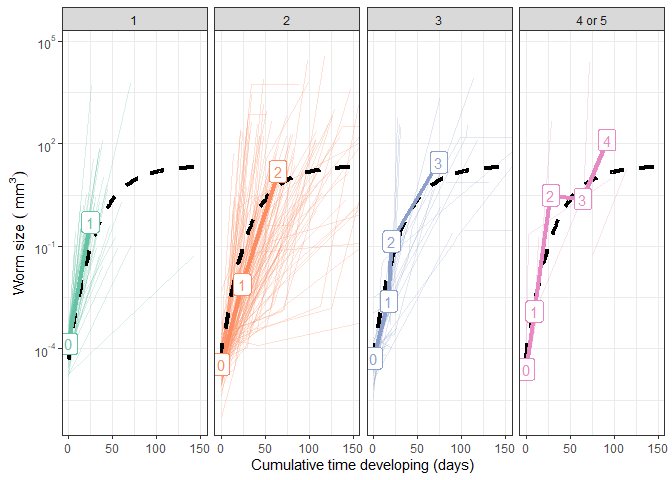 1 2 3 4 or 5
10^5
10^2
10^-1
10^-4
Worm size ( mm^3)
0 1
0 1 2
0 1 2 3
0 1 2 3 4
0 50 100 150 0 50 100 150 0 50 100 150 0 50 100 150
Cumulative time developing (days)